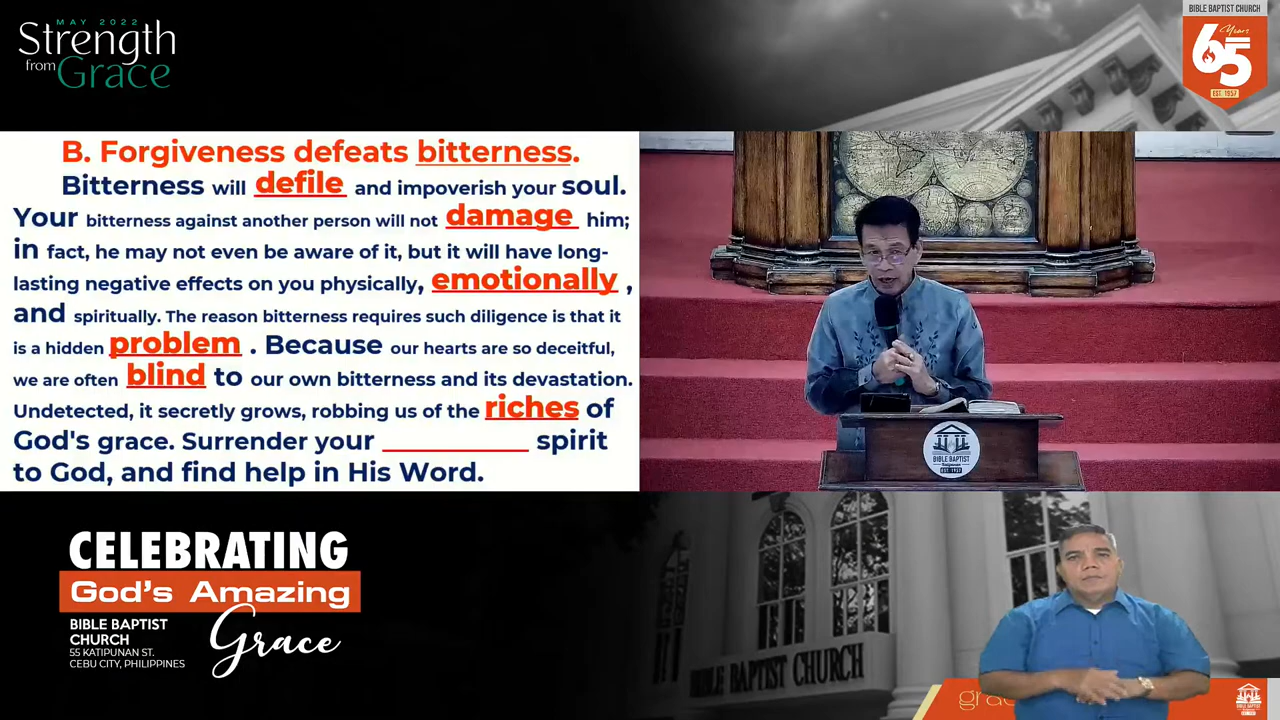 MAY 2022
Strength
from Grace
BIBLE BAPTIST CHURCH
65 Years
EST. 1957
B. Forgiveness defeats bitterness.
Bitterness will defile and impoverish your soul.
Your bitterness against another person will not damage him;
in fact, he may not even be aware of it, but it will have long-
lasting negative effects on you physically, emotionally ,
and spiritually. The reason bitterness requires such diligence is that it
is a hidden problem . Because our hearts are so deceitful,
we are often blind to our own bitterness and its devastation.
Undetected, it secretly grows, robbing us of the riches of
God's grace. Surrender your ____________ spirit
to God, and find help in His Word.
BIBLE BAPTIST
Katipunan
EST. 1957
CELEBRATING
God's Amazing
Grace
BIBLE BAPTIST
CHURCH
55 KATIPUNAN ST.
CEBU CITY, PHILIPPINES
BIBLE BAPTIST CHURCH